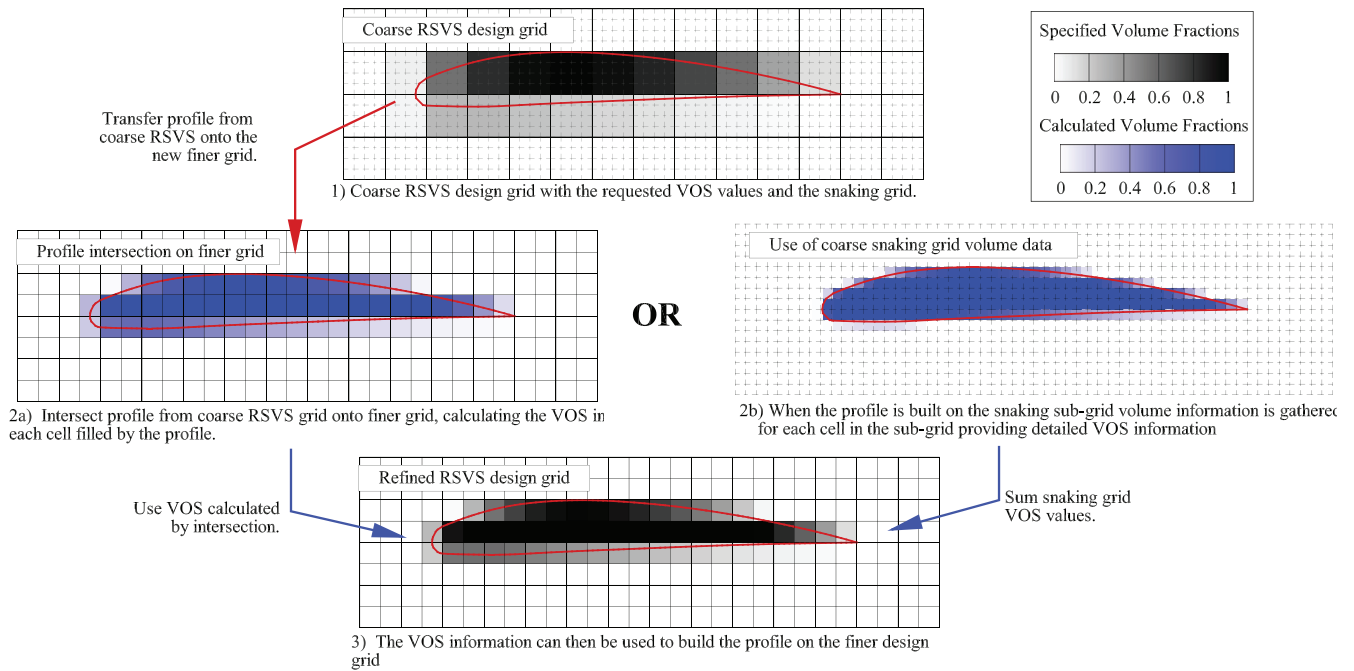 Coarse RSVS design grid
Specified Volume Fractions
0 0.2 0.4 0.6 0.8 1
Calculated Volume Fractions
0 0.2 0.4 0.6 0.8 1
Transfer profile from
coarse RSVS onto the
new finer grid.
1) Coarse RSVS design grid with the requested VOS values and the snaking grid.
Profile intersection on finer grid
OR
Use of coarse snaking grid volume data
2a) Intersect profile from coarse RSVS grid onto finer grid, calculating the VOS in
each cell filled by the profile.
2b) When the profile is built on the snaking sub-grid volume information is gathered
for each cell in the sub-grid providing detailed VOS information
Refined RSVS design grid
Use VOS calculated
by intersection.
Sum snaking grid
VOS values.
3) The VOS information can then be used to build the profile on the finer design
grid